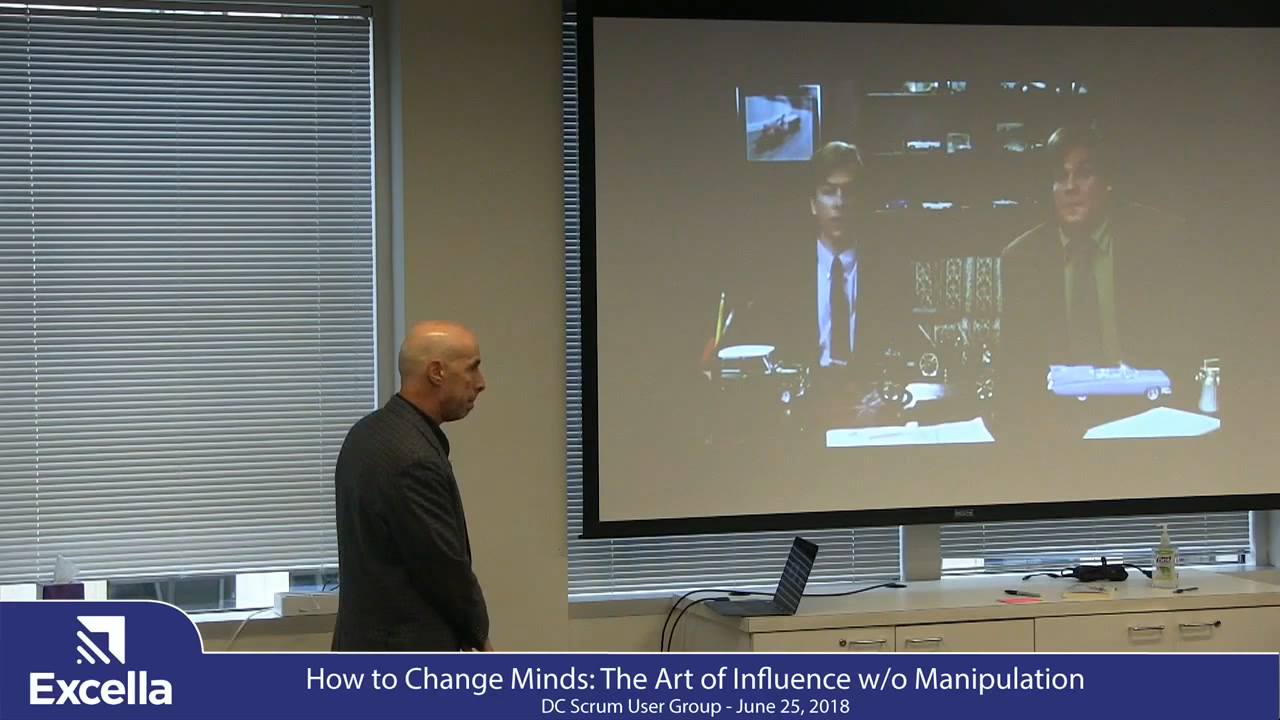 Excella
How to Change Minds: The Art of Influence w/o Manipulation
DC Scrum User Group - June 25, 2018